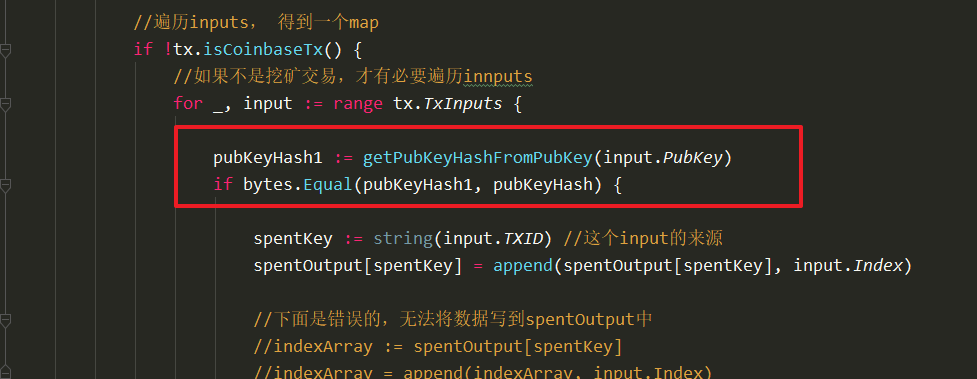 //遍历inputs， 得到一个map
if !tx.isCoinbaseTx() {
//如果不是挖矿交易，才有必要遍历innputs
for _, input := range tx.TxInputs {
pubKeyHash1 := getPubKeyHashFromPubKey(input.PubKey)
if bytes.Equal(pubKeyHash1, pubKeyHash) {
spentKey := string(input.TXID) //这个input的来源
spentOutput[spentKey] = append(spentOutput[spentKey], input.Index)
//下面是错误的，无法将数据写到spentOutput中
//indexArray := spentOutput[spentKey]
//indexArray = append(indexArray, input.Index)